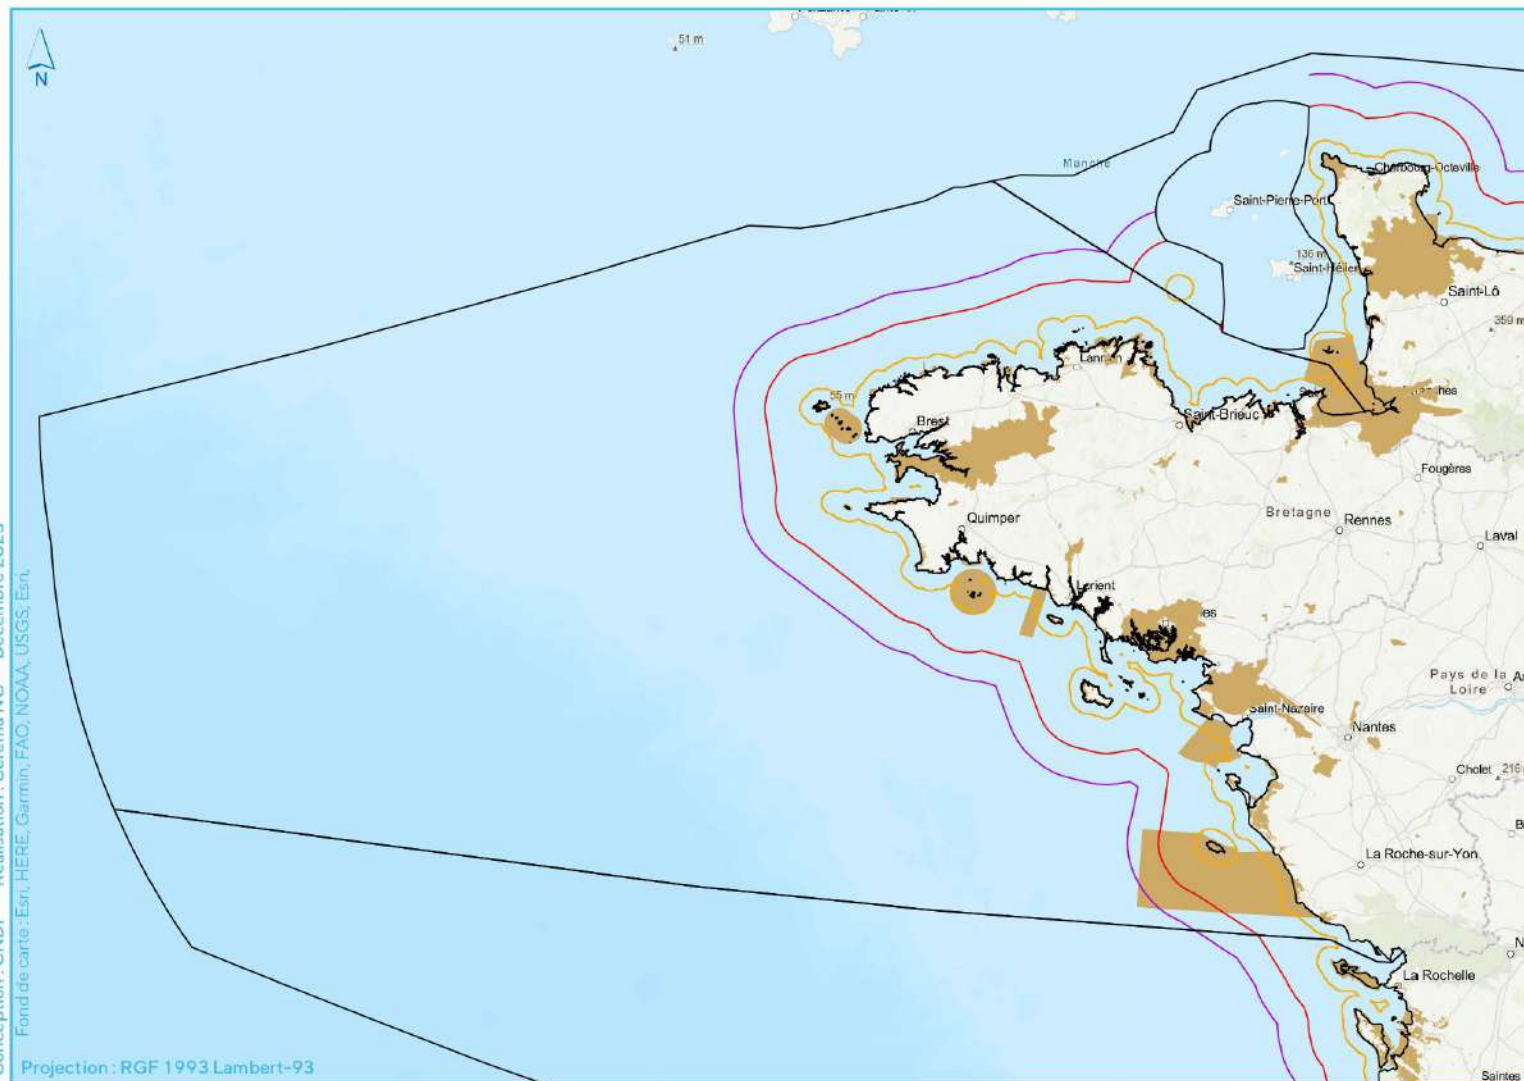 51 m
N
Manche
Cherbourg-Octeville
Saint-Pierre-Port
136 m
Saint-Hélier
Saint-Lô
359 m
Lannion
55 m
Brest
Saint-Brieuc
Fougères
Quimper
Bretagne
Rennes
Laval
Lorient
Pays de la
Loire
Saint-Nazaire
Nantes
Cholet
216
La Roche-sur-Yon
La Rochelle
Saintes
Fond de carte : Esri, HERE, Garmin, FAO, NOAA, USGS, Esri,
Projection : RGF 1993 Lambert-93